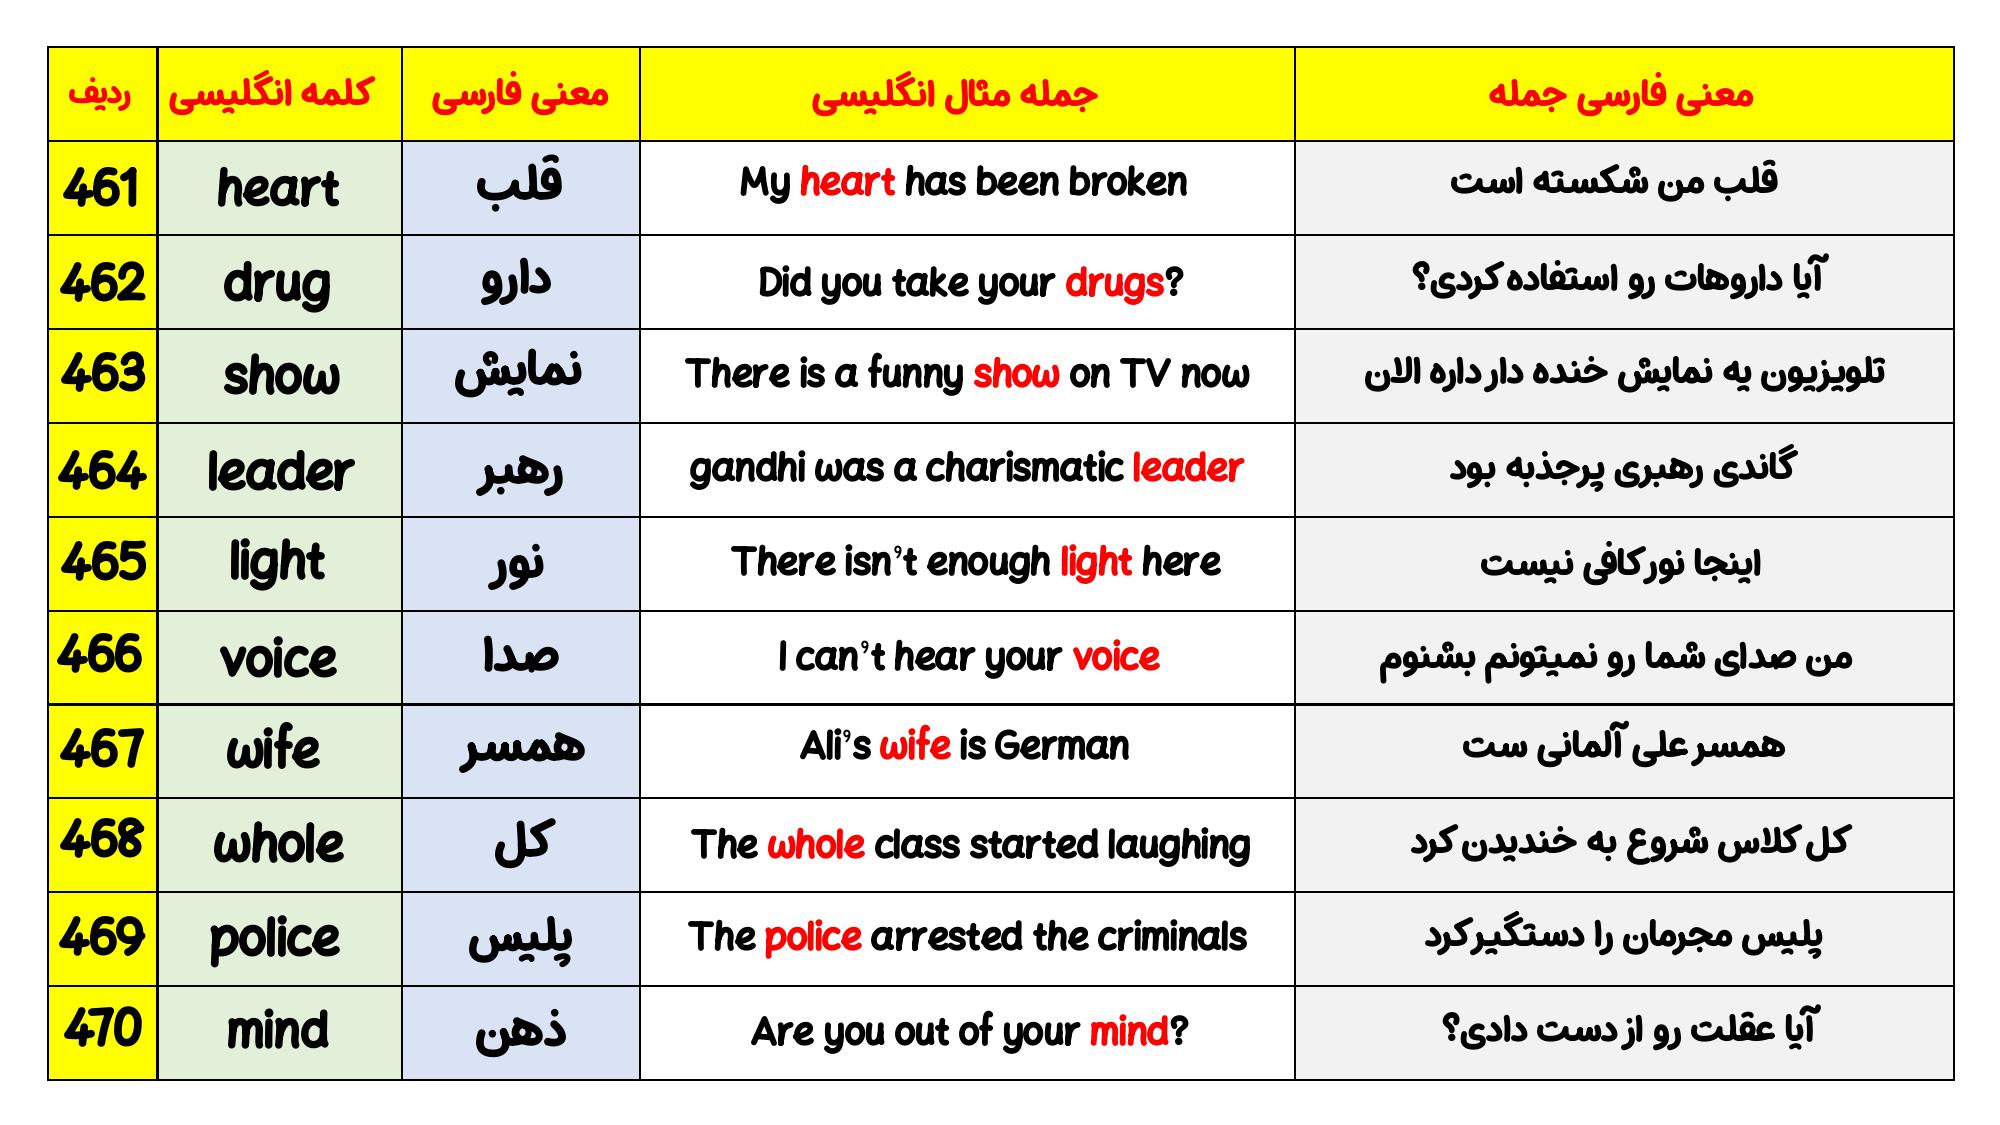 ردیف کلمه انگلیسی معنی فارسی جمله مثال انگلیسی معنی فارسی جمله
461 heart قلب My heart has been broken قلب من شکسته است
462 drug دارو Did you take your drugs? آیا داروهات رو استفاده کردی؟
463 show نمایش There is a funny show on TV now تلویزیون یه نمایش خنده دار داره الان
464 leader رهبر gandhi was a charismatic leader گاندی رهبری پرجذبه بود
465 light نور There isn't enough light here اینجا نور کافی نیست
466 voice صدا I can't hear your voice من صدای شما رو نمیتونم بشنوم
467 wife همسر Ali's wife is German همسر علی آلمانی ست
468 whole کل The whole class started laughing کل کلاس شروع به خندیدن کرد
469 police پلیس The police arrested the criminals پلیس مجرمان را دستگیر کرد
470 mind ذهن Are you out of your mind? آیا عقلت رو از دست دادی؟